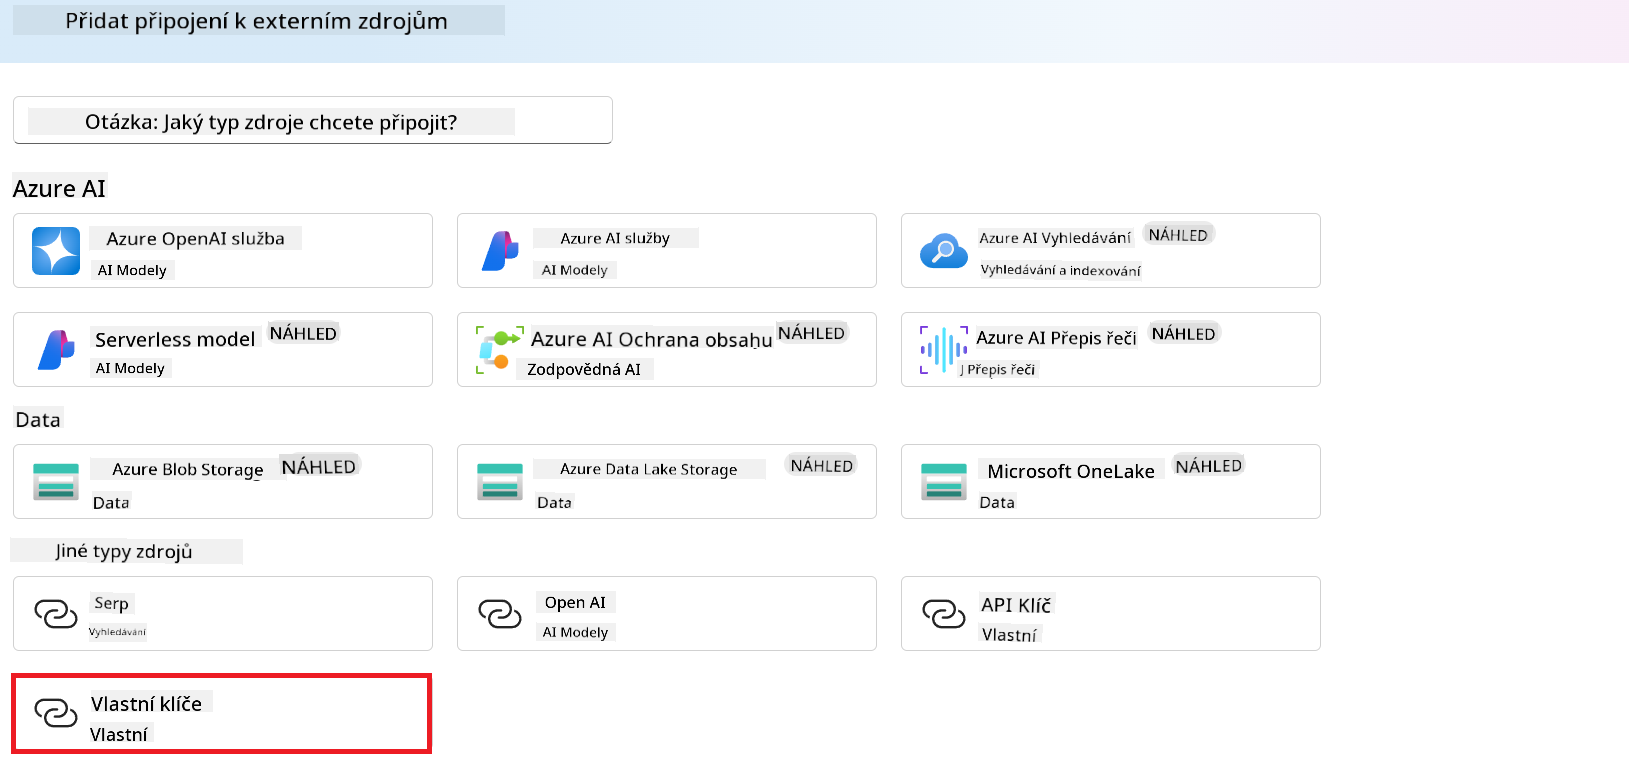 Přidat připojení k externím zdrojům
Otázka: Jaký typ zdroje chcete připojit?
Azure AI
Azure OpenAI služba
AI Modely
Azure AI služby
AI Modely
Azure AI Vyhledávání NÁHLED
Vyhledávání a indexování
Serverless model NÁHLED
AI Modely
Azure AI Ochrana obsahu NÁHLED
Zodpovědná AI
Azure AI Přepis řeči NÁHLED
J Přepis řeči
Data
Azure Blob Storage NÁHLED
Data
Azure Data Lake Storage NÁHLED
Data
Microsoft OneLake NÁHLED
Data
Jiné typy zdrojů
Serp
Vyhledávání
Open AI
AI Modely
API Klíč
Vlastní
Vlastní klíče
Vlastní